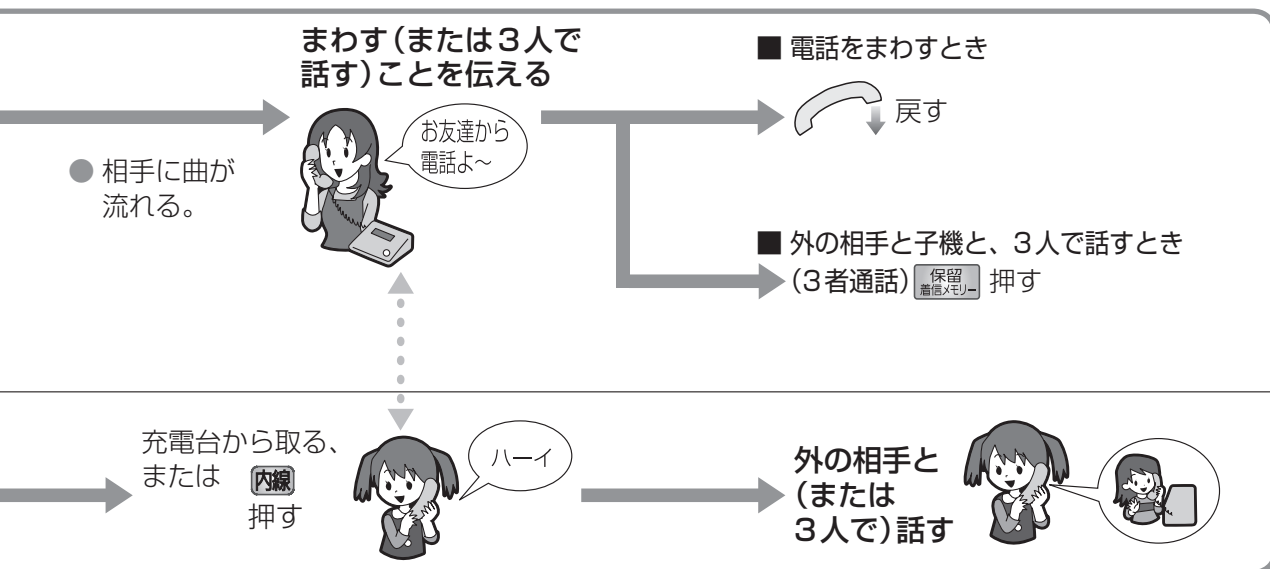 まわす（または３人で
話す）ことを伝える
● 相手に曲が
流れる。
お友達から
電話よ～
■ 電話をまわすとき
戻す
■ 外の相手と子機と、３人で話すとき
（３者通話） 保留
着信メモリー 押す
充電台から取る、
または 内線
押す
ハーイ
外の相手と
（または
３人で）話す